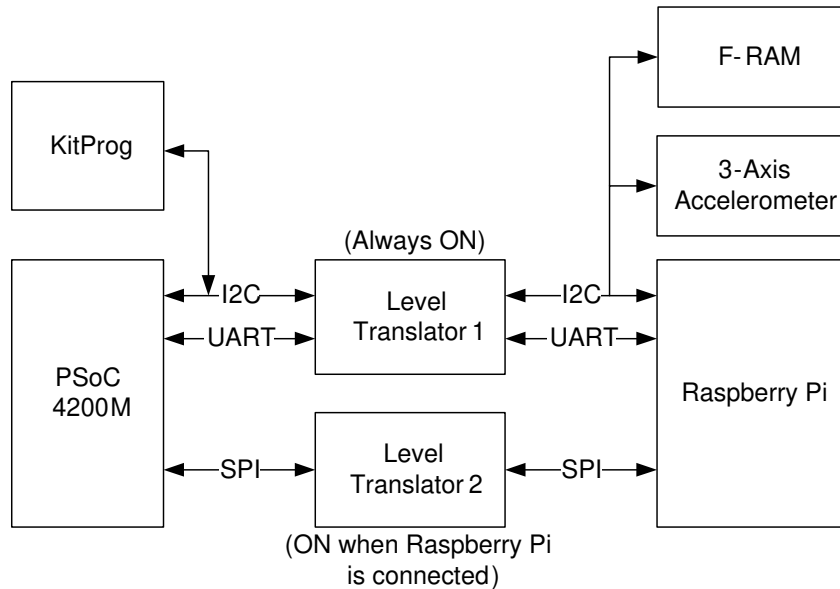 F-RAM
KitProg
3-Axis
Accelerometer
(Always ON)
I2C
Level
Translator 1
I2C
UART
UART
PSoC
4200M
Raspberry Pi
SPI
Level
Translator 2
SPI
(ON when Raspberry Pi
is connected)